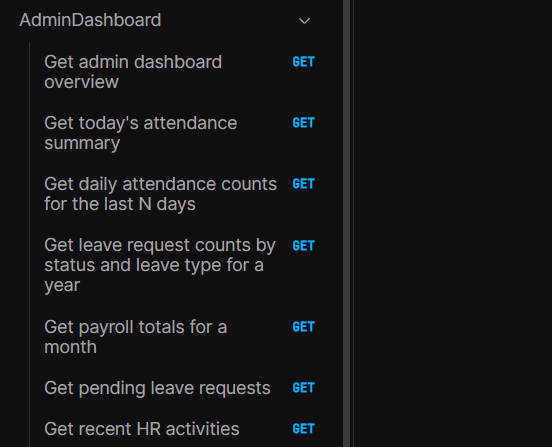 AdminDashboard
Get admin dashboard GET
overview
Get today's attendance GET
summary
Get daily attendance counts GET
for the last N days
Get leave request counts by GET
status and leave type for a
year
Get payroll totals for a GET
month
Get pending leave requests GET
Get recent HR activities GET